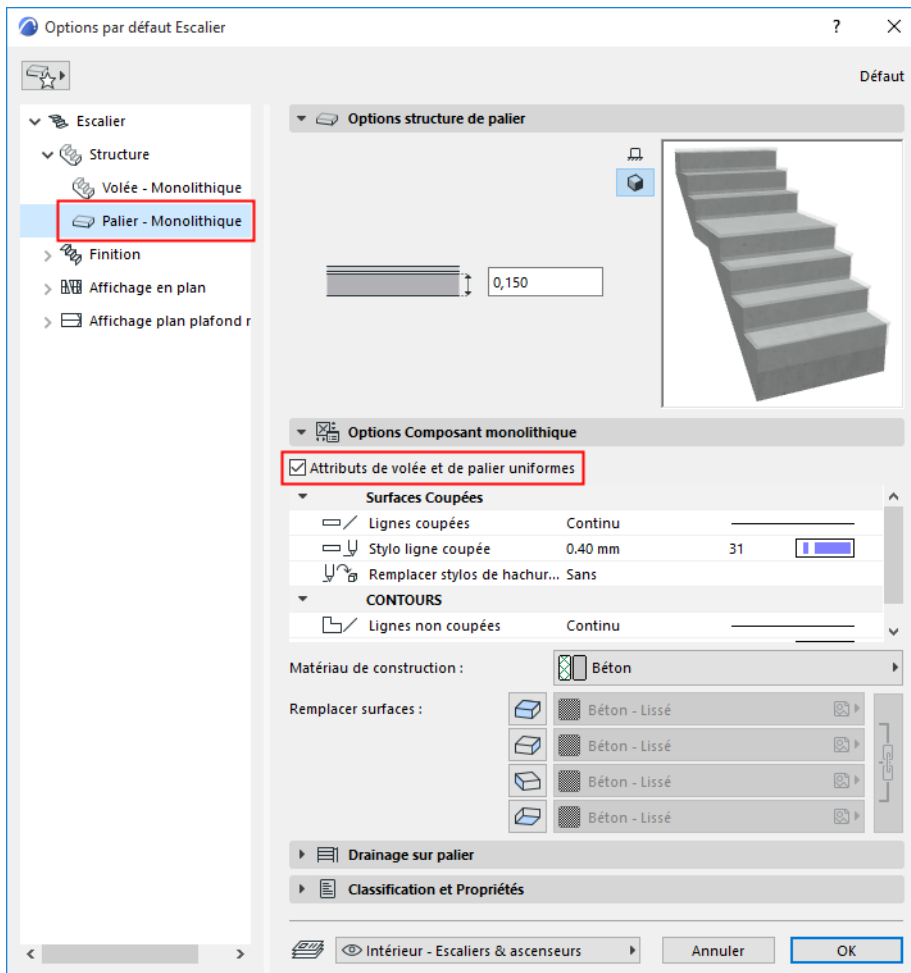 Options par défaut Escalier
?
Défaut
Escalier
Structure
Volée - Monolithique
Palier - Monolithique
Finition
Affichage en plan
Affichage plan plafond r
Options structure de palier
0,150
Options Composant monolithique
Attributs de volée et de palier uniformes
Surfaces Coupées
Lignes coupées Continu
Stylo ligne coupée 0.40 mm 31
Remplacer stylos de hachur... Sans
CONTOURS
Lignes non coupées Continu
Matériau de construction : Béton
Remplacer surfaces : Béton - Lissé
Béton - Lissé
Béton - Lissé
Béton - Lissé
Drainage sur palier
Classification et Propriétés
Intérieur - Escaliers & ascenseurs Annuler OK